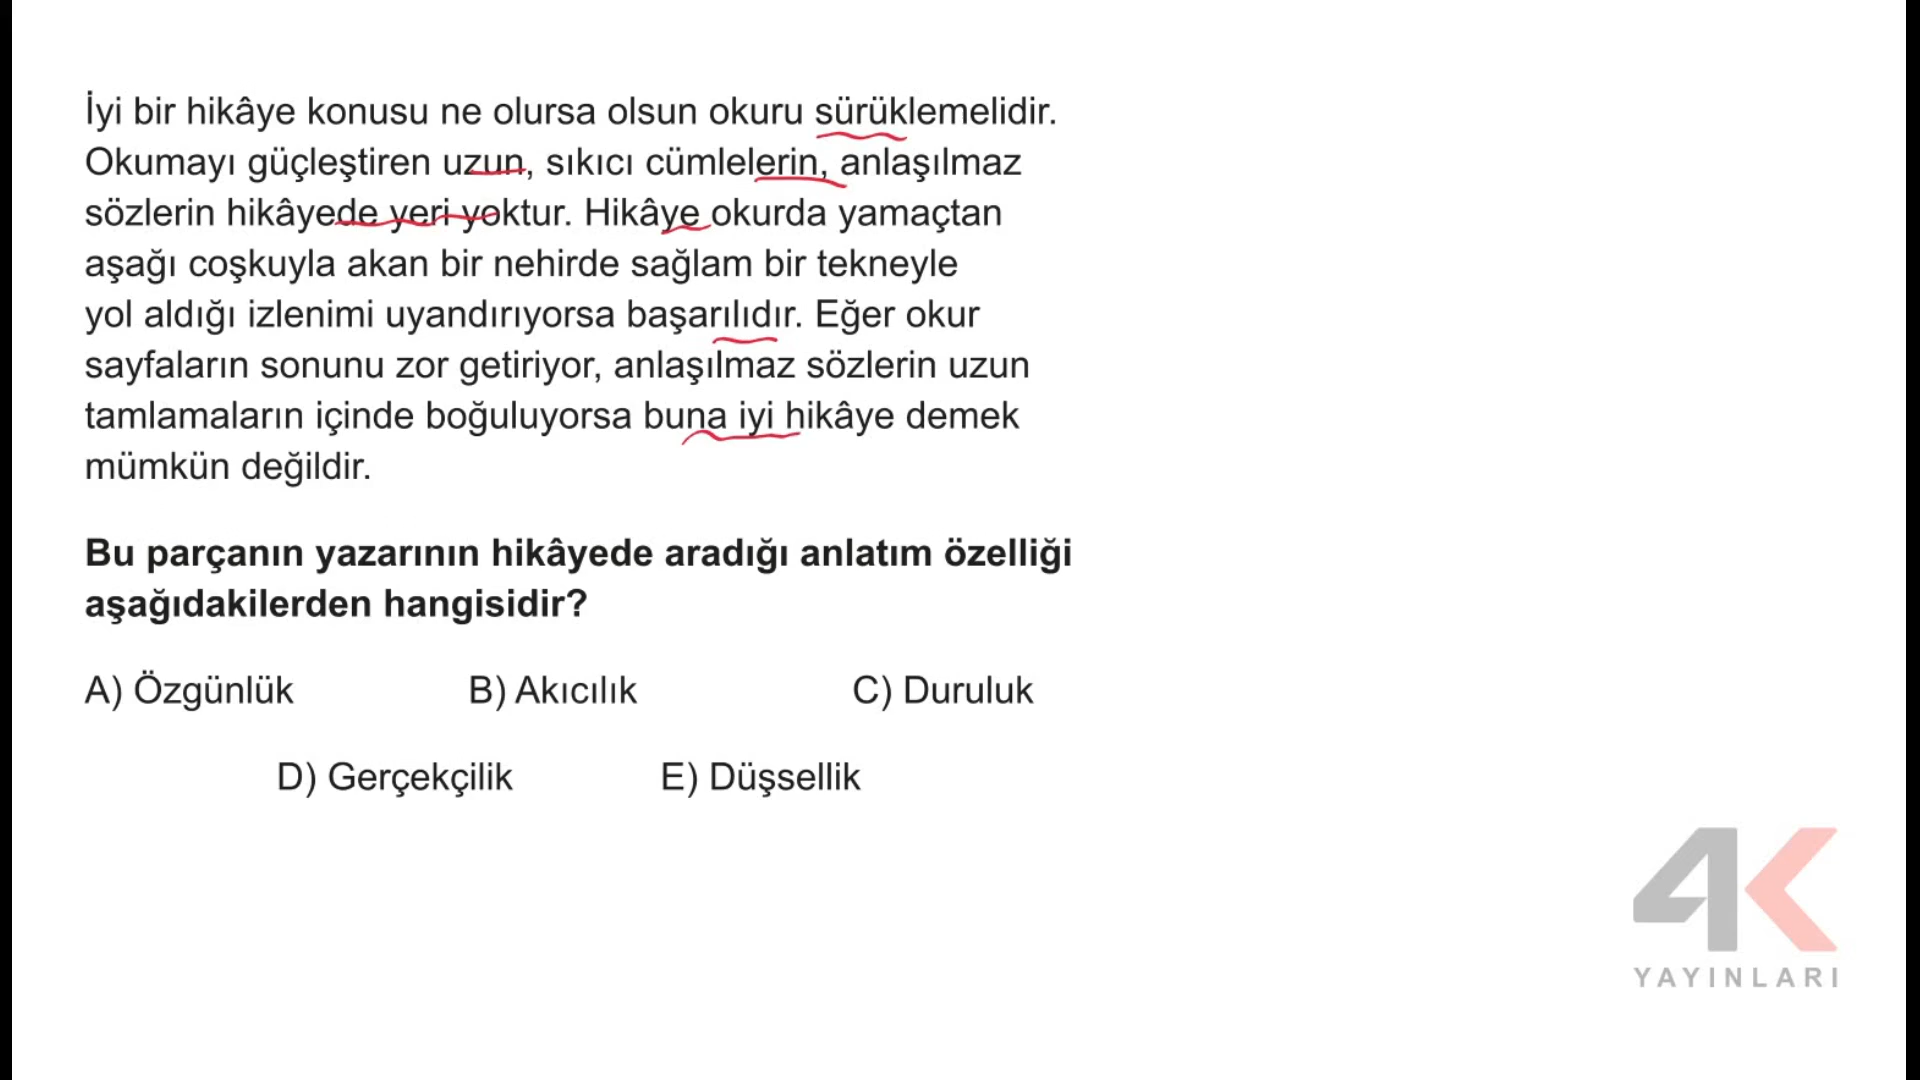 İyi bir hikâye konusu ne olursa olsun okuru sürüklemelidir.
Okumayı güçleştiren uzun, sıkıcı cümlelerin, anlaşılmaz
sözlerin hikâyede yeri yoktur. Hikâye okurda yamaçtan
aşağı coşkuyla akan bir nehirde sağlam bir tekneyle
yol aldığı izlenimi uyandırıyorsa başarılıdır. Eğer okur
sayfaların sonunu zor getiriyor, anlaşılmaz sözlerin uzun
tamlamaların içinde boğuluyorsa buna iyi hikâye demek
mümkün değildir.
Bu parçanın yazarının hikâyede aradığı anlatım özelliği
aşağıdakilerden hangisidir?
A) Özgünlük B) Akıcılık C) Duruluk
D) Gerçekçilik E) Düşsellik
4K
YAYINLARI